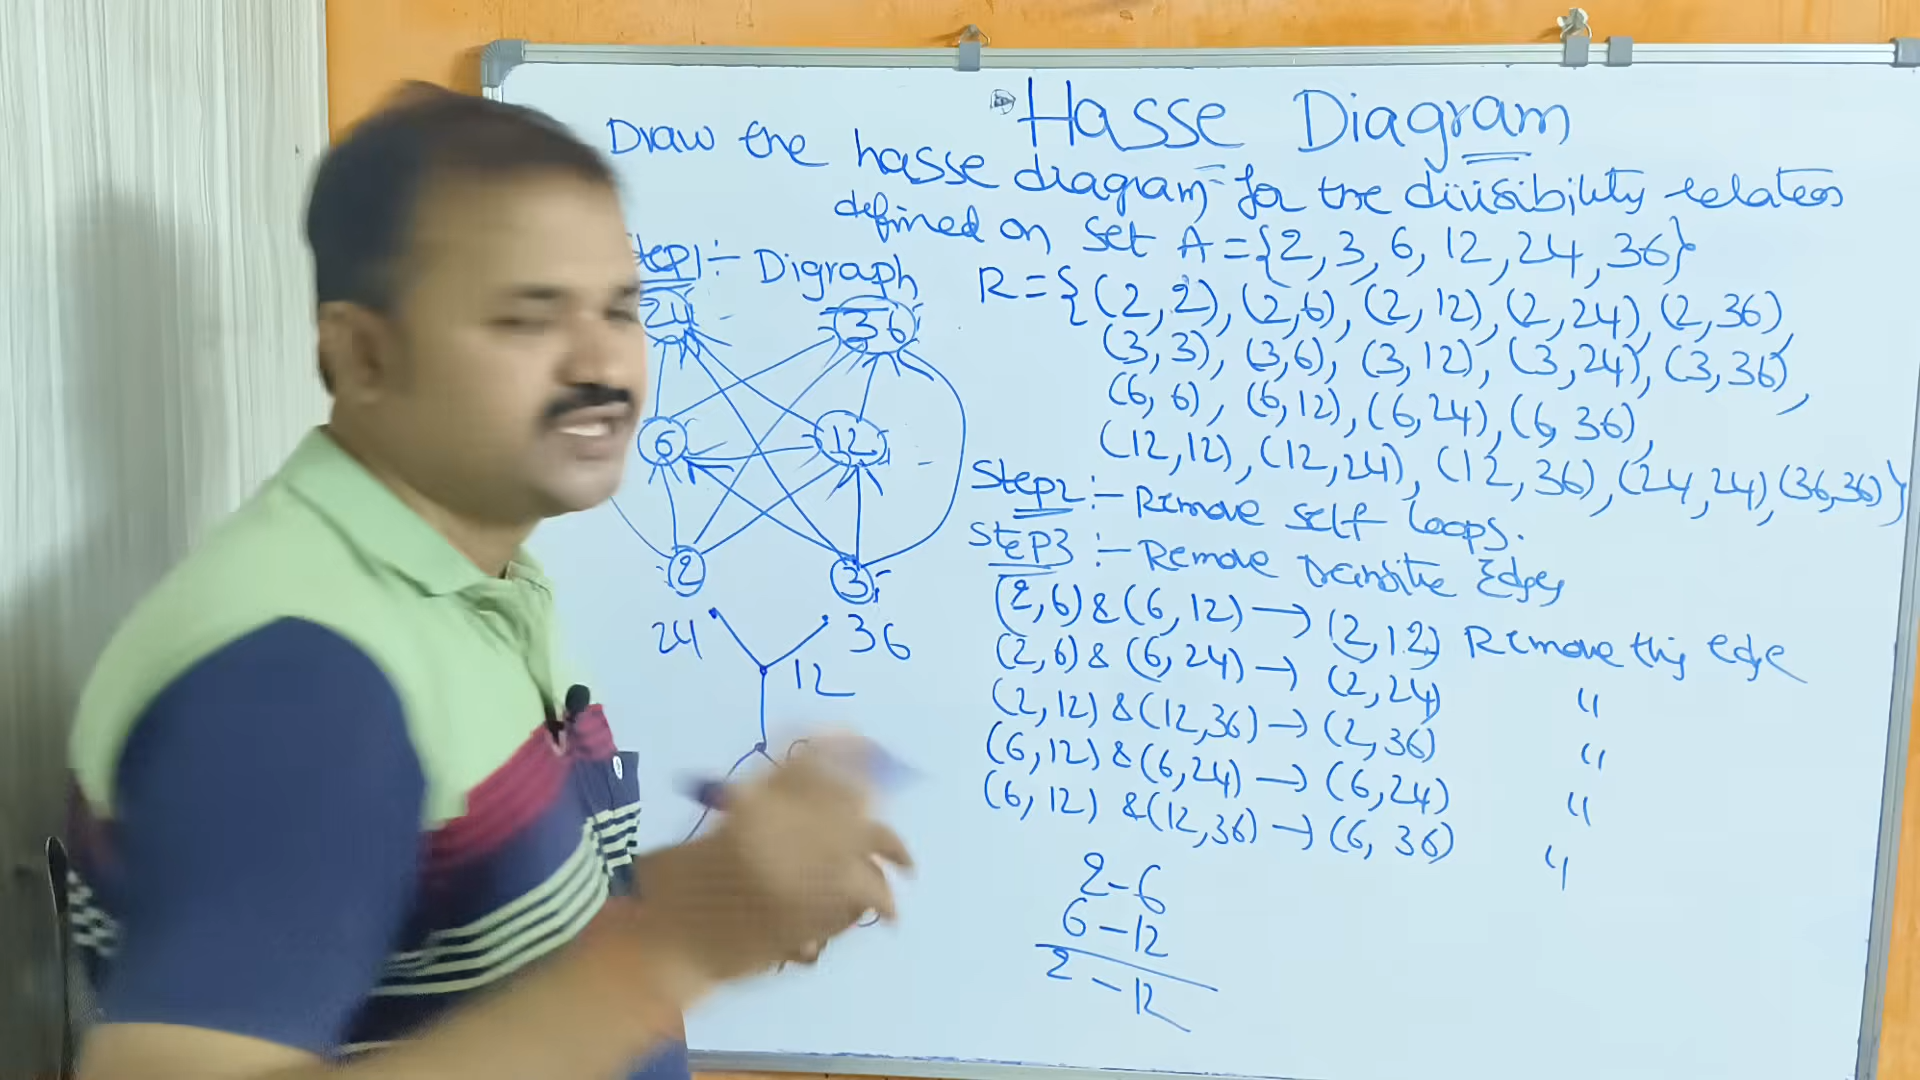 Hasse Diagram
Draw the hasse diagram for the divisibility relation
defined on set A = {2, 3, 6, 12, 24, 36}
Step1:- Digraph
R = {(2,2), (2,6), (2,12), (2,24), (2,36),
(3,3), (3,6), (3,12), (3,24), (3,36),
(6,6), (6,12), (6,24), (6,36),
(12,12), (12,24), (12,36), (24,24), (36,36)}
24 36
6 12
2 3
Step2:- Remove self loops.
Step3:- Remove transitive Edges
(2,6) & (6,12) → (2,12) Remove this edge
(2,6) & (6,24) → (2,24) "
(2,12) & (12,36) → (2,36) "
(6,12) & (6,24) → (6,24) "
(6,12) & (12,36) → (6,36) "
24 36
12
2-6
6-12
2-12